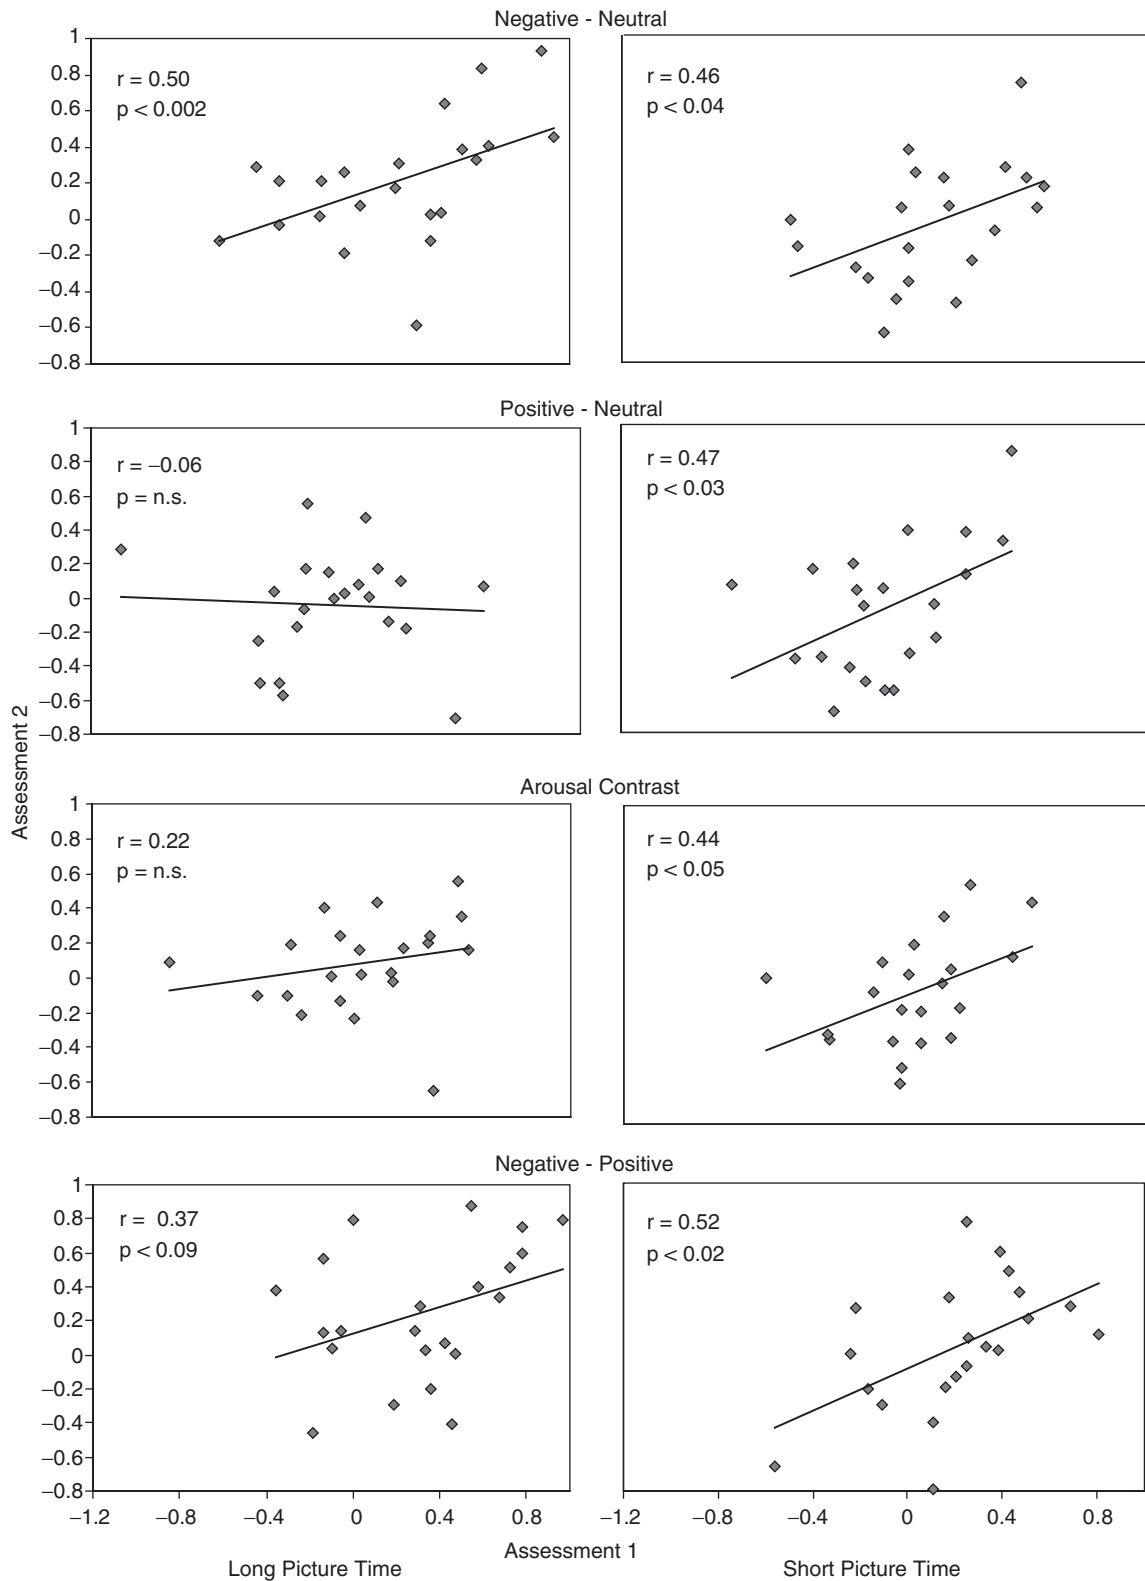 Negative - Neutral
1
0.8
0.6
0.4
0.2
0
−0.2
−0.4
−0.6
−0.8
r = 0.50
p < 0.002
r = 0.46
p < 0.04
Positive - Neutral
1
0.8
0.6
0.4
0.2
0
−0.2
−0.4
−0.6
−0.8
r = −0.06
p = n.s.
r = 0.47
p < 0.03
Assessment 2
Arousal Contrast
1
0.8
0.6
0.4
0.2
0
−0.2
−0.4
−0.6
−0.8
r = 0.22
p = n.s.
r = 0.44
p < 0.05
Negative - Positive
1
0.8
0.6
0.4
0.2
0
−0.2
−0.4
−0.6
−0.8
r = 0.37
p < 0.09
r = 0.52
p < 0.02
−1.2 −0.8 −0.4 0 0.4 0.8 −1.2 −0.8 −0.4 0 0.4 0.8
Assessment 1
Long Picture Time Short Picture Time